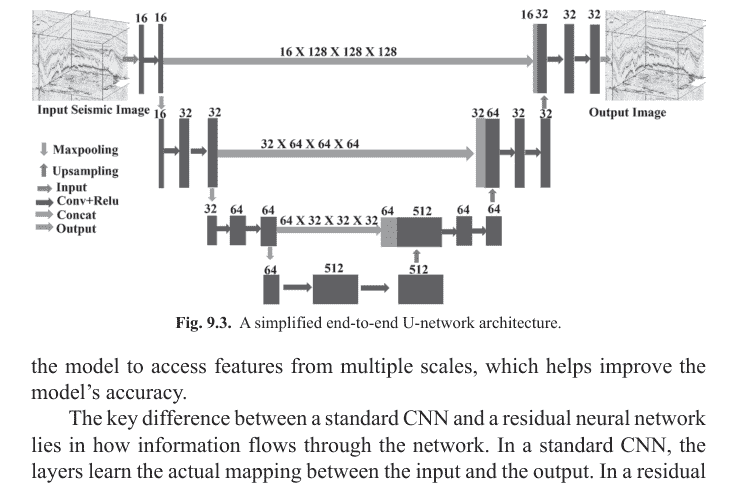 16 16
16 32 32 32
16 X 128 X 128 X 128
Input Seismic Image
Output Image
16 32 32
32 64 32 32
32 X 64 X 64 X 64
Maxpooling
Upsampling
Input
Conv+Relu
Concat
Output
32 64 64
64 X 32 X 32 X 32
64 512 64 64
64 512 512
Fig. 9.3. A simplified end-to-end U-network architecture.
the model to access features from multiple scales, which helps improve the
model's accuracy.
The key difference between a standard CNN and a residual neural network
lies in how information flows through the network. In a standard CNN, the
layers learn the actual mapping between the input and the output. In a residual